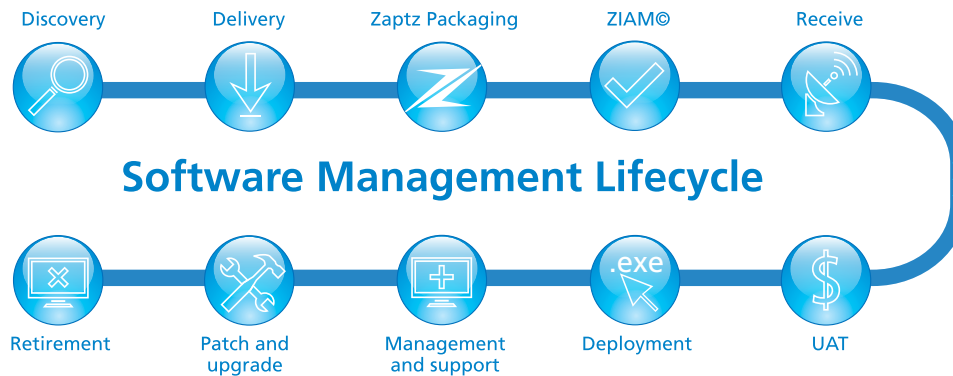 Discovery
Delivery
Zaptz Packaging
ZIAM©
Receive
Software Management Lifecycle
.exe
$
Retirement
Patch and
upgrade
Management
and support
Deployment
UAT